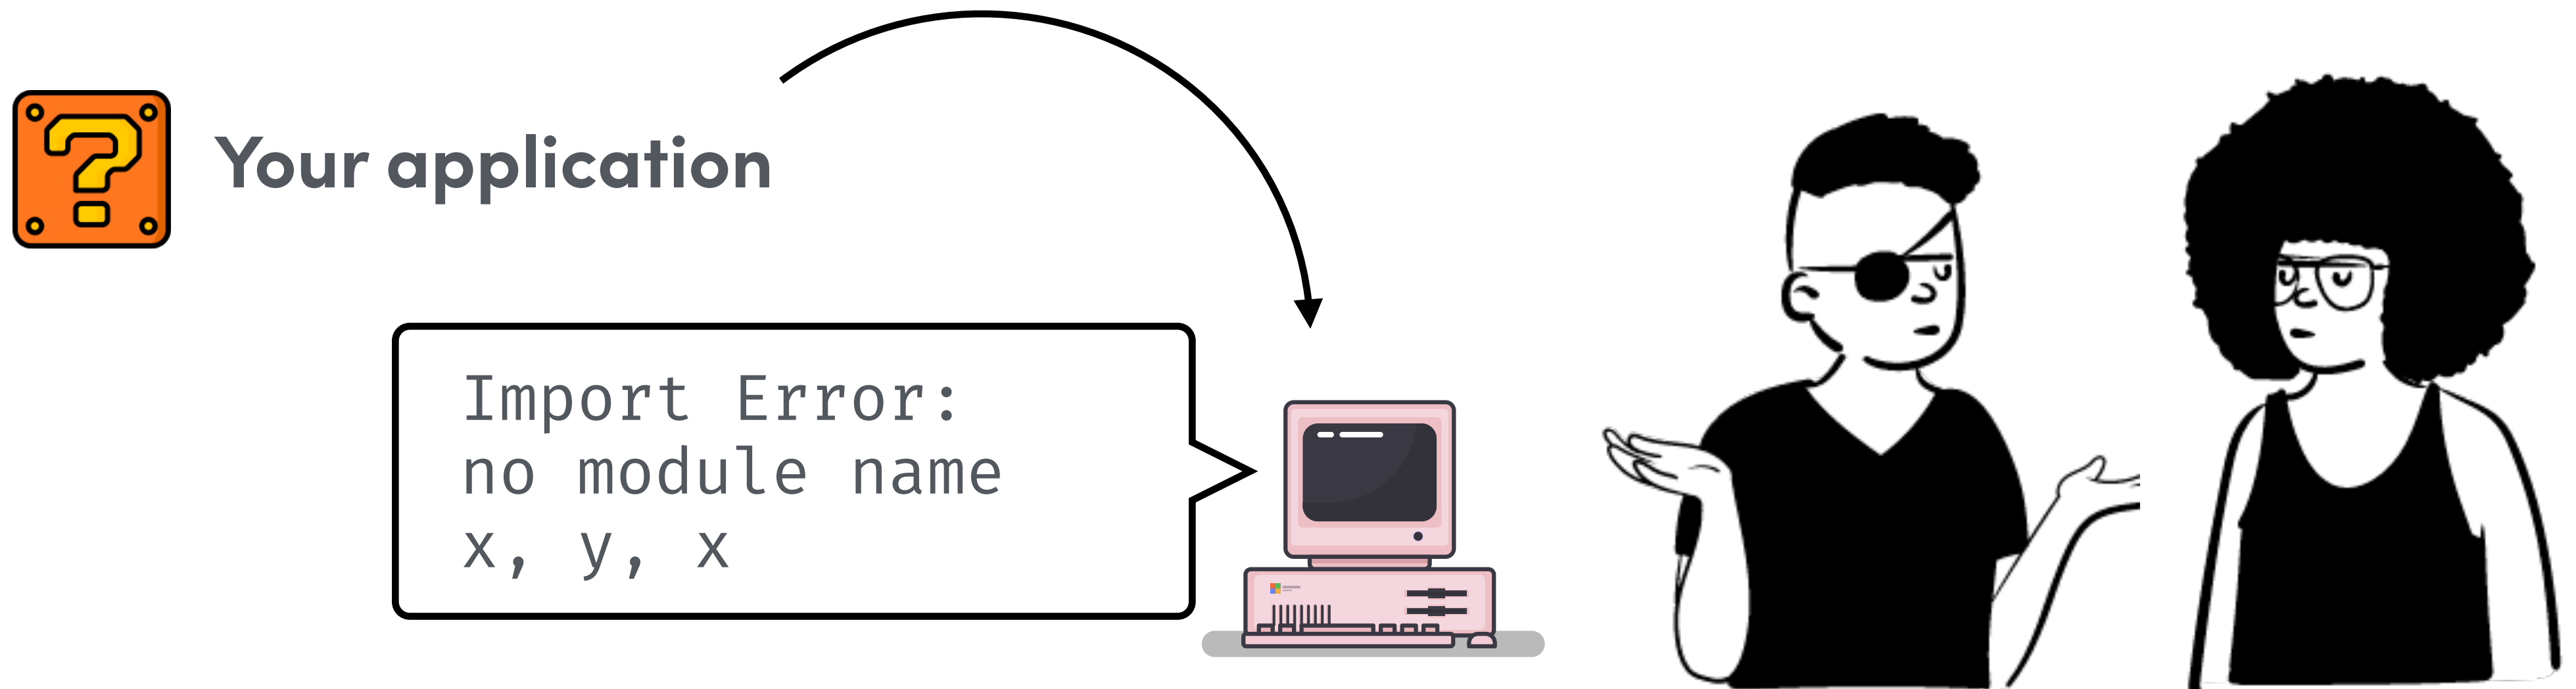 Your application
Import Error:
no module name
x, y, x